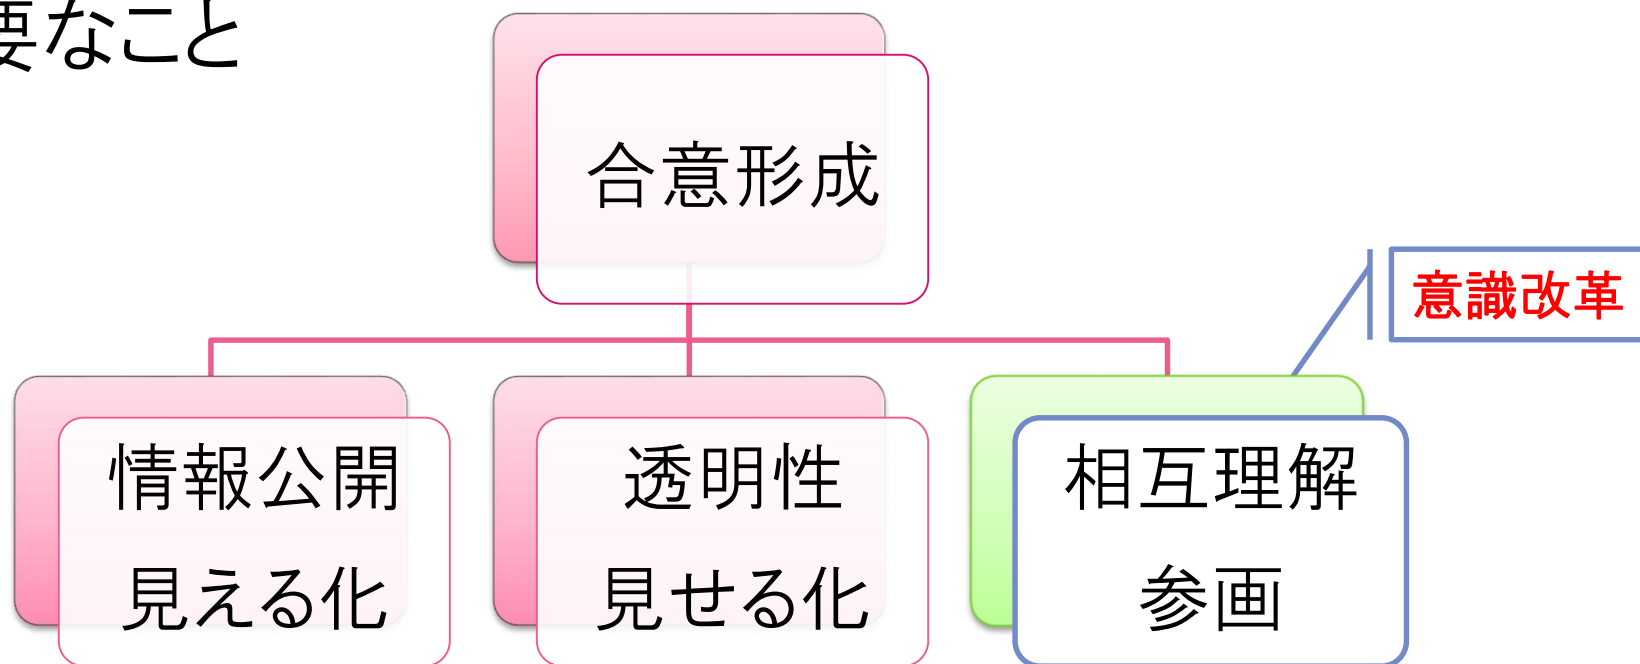 要なこと
合意形成
意識改革
情報公開
見える化
透明性
見せる化
相互理解
参画